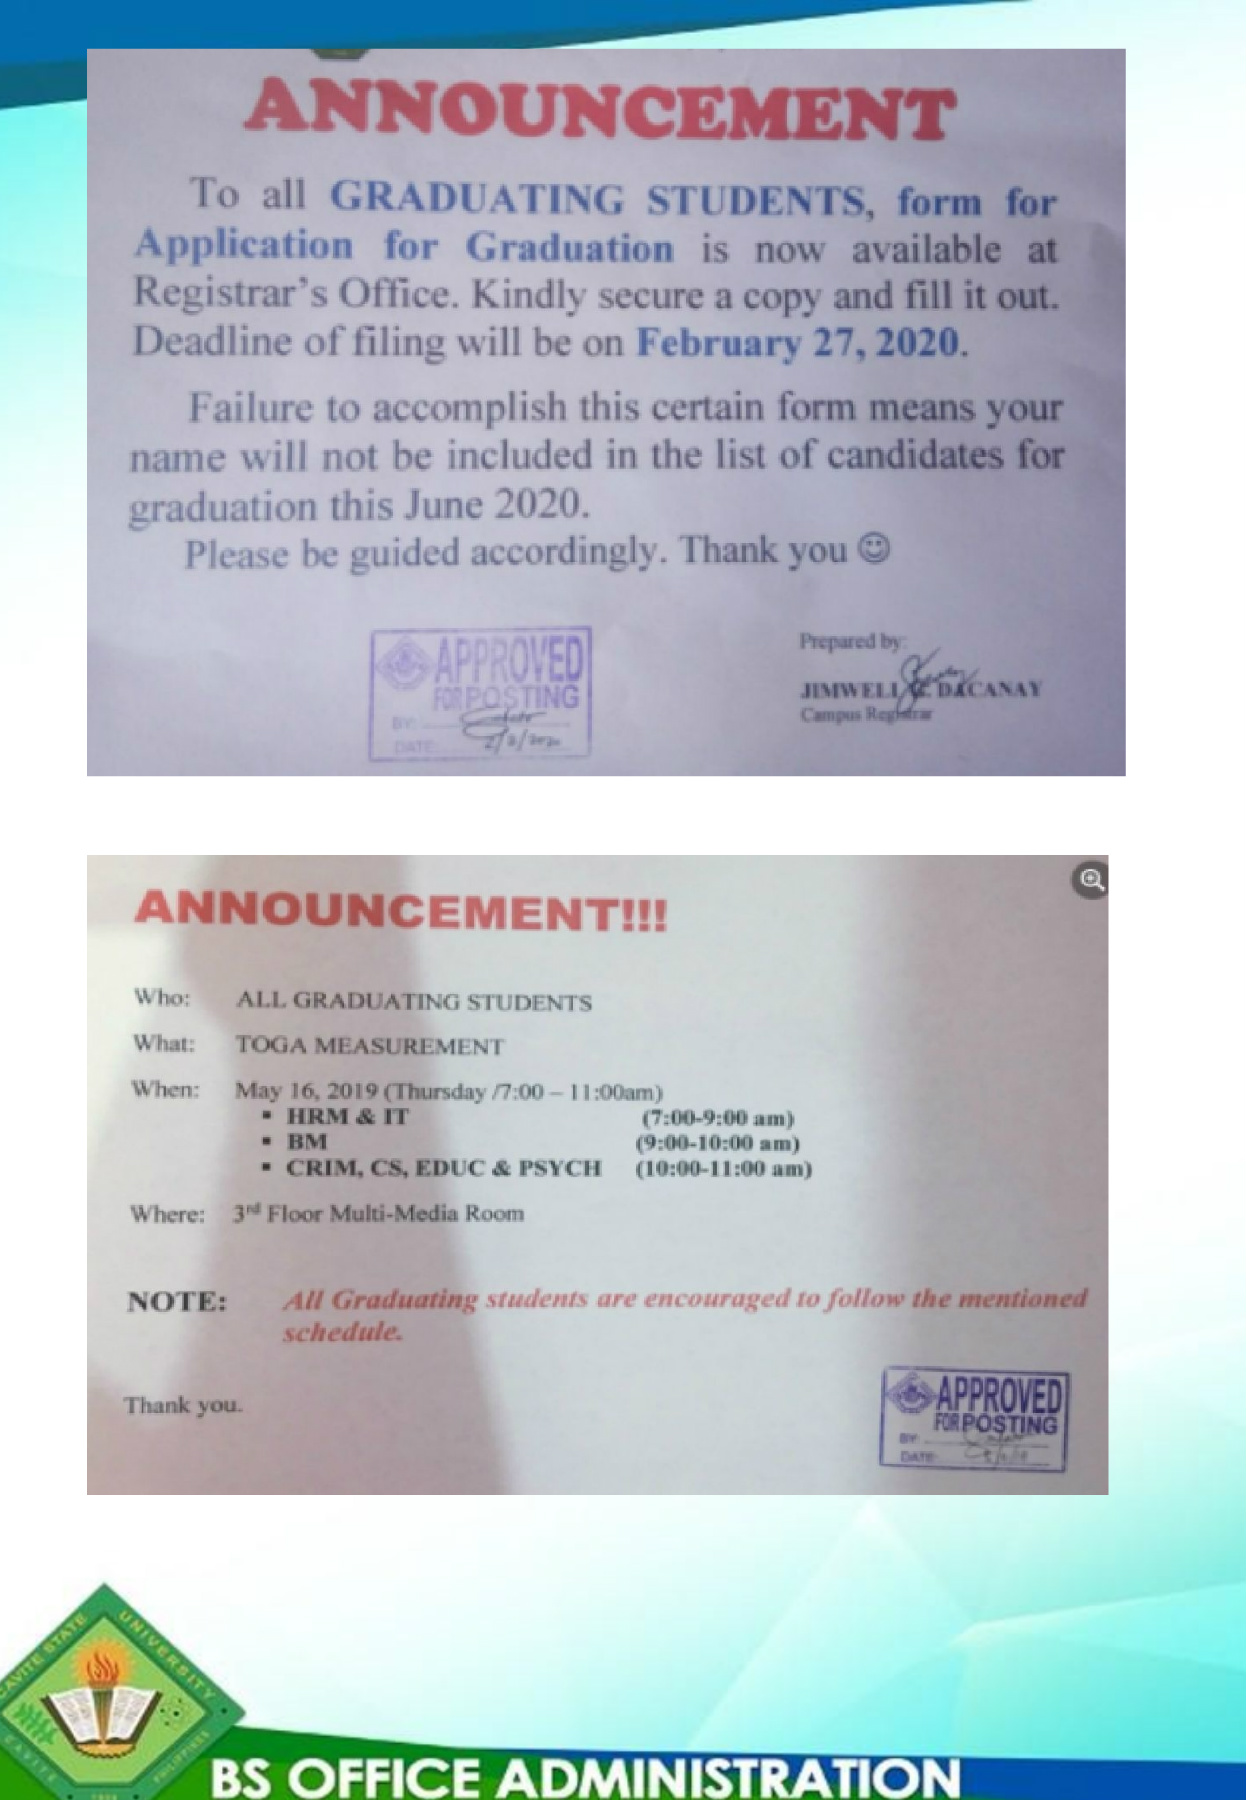 ANNOUNCEMENT
To all GRADUATING STUDENTS, form for
Application for Graduation is now available at
Registrar's Office. Kindly secure a copy and fill it out.
Deadline of filing will be on February 27, 2020.
Failure to accomplish this certain form means your
name will not be included in the list of candidates for
graduation this June 2020.
Please be guided accordingly. Thank you ☺
APPROVED
FOR POSTING
BY:
DATE:
Prepared by:
JIMWELL C. DACANAY
Campus Registrar
ANNOUNCEMENT!!!
Who: ALL GRADUATING STUDENTS
What: TOGA MEASUREMENT
When: May 16, 2019 (Thursday /7:00 – 11:00am)
▪ HRM & IT (7:00-9:00 am)
▪ BM (9:00-10:00 am)
▪ CRIM, CS, EDUC & PSYCH (10:00-11:00 am)
Where: 3rd Floor Multi-Media Room
NOTE: All Graduating students are encouraged to follow the mentioned
schedule.
Thank you.
APPROVED
FOR POSTING
BY:
DATE:
CAVITE STATE UNIVERSITY
CAVITE PHILIPPINES
BS OFFICE ADMINISTRATION